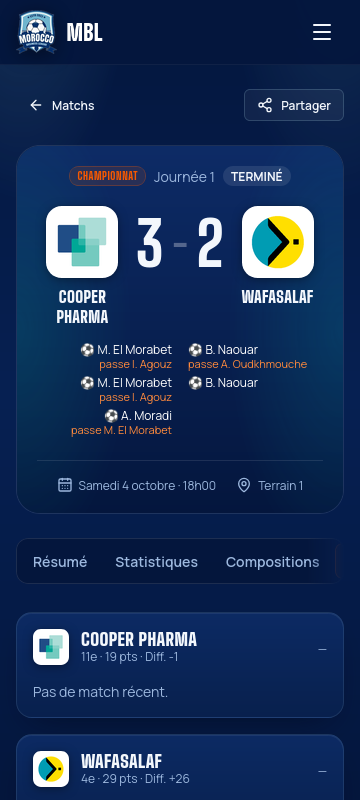 MOROCCO
MBL
Matchs
Partager
CHAMPIONNAT
Journée 1
TERMINÉ
3 - 2
COOPER
PHARMA
WAFASALAF
M. El Morabet
passe I. Agouz
M. El Morabet
passe I. Agouz
A. Moradi
passe M. El Morabet
B. Naouar
passe A. Oudkhmouche
B. Naouar
Samedi 4 octobre · 18h00
Terrain 1
Résumé
Statistiques
Compositions
COOPER PHARMA
11e · 19 pts · Diff. -1
—
Pas de match récent.
WAFASALAF
4e · 29 pts · Diff. +26
—